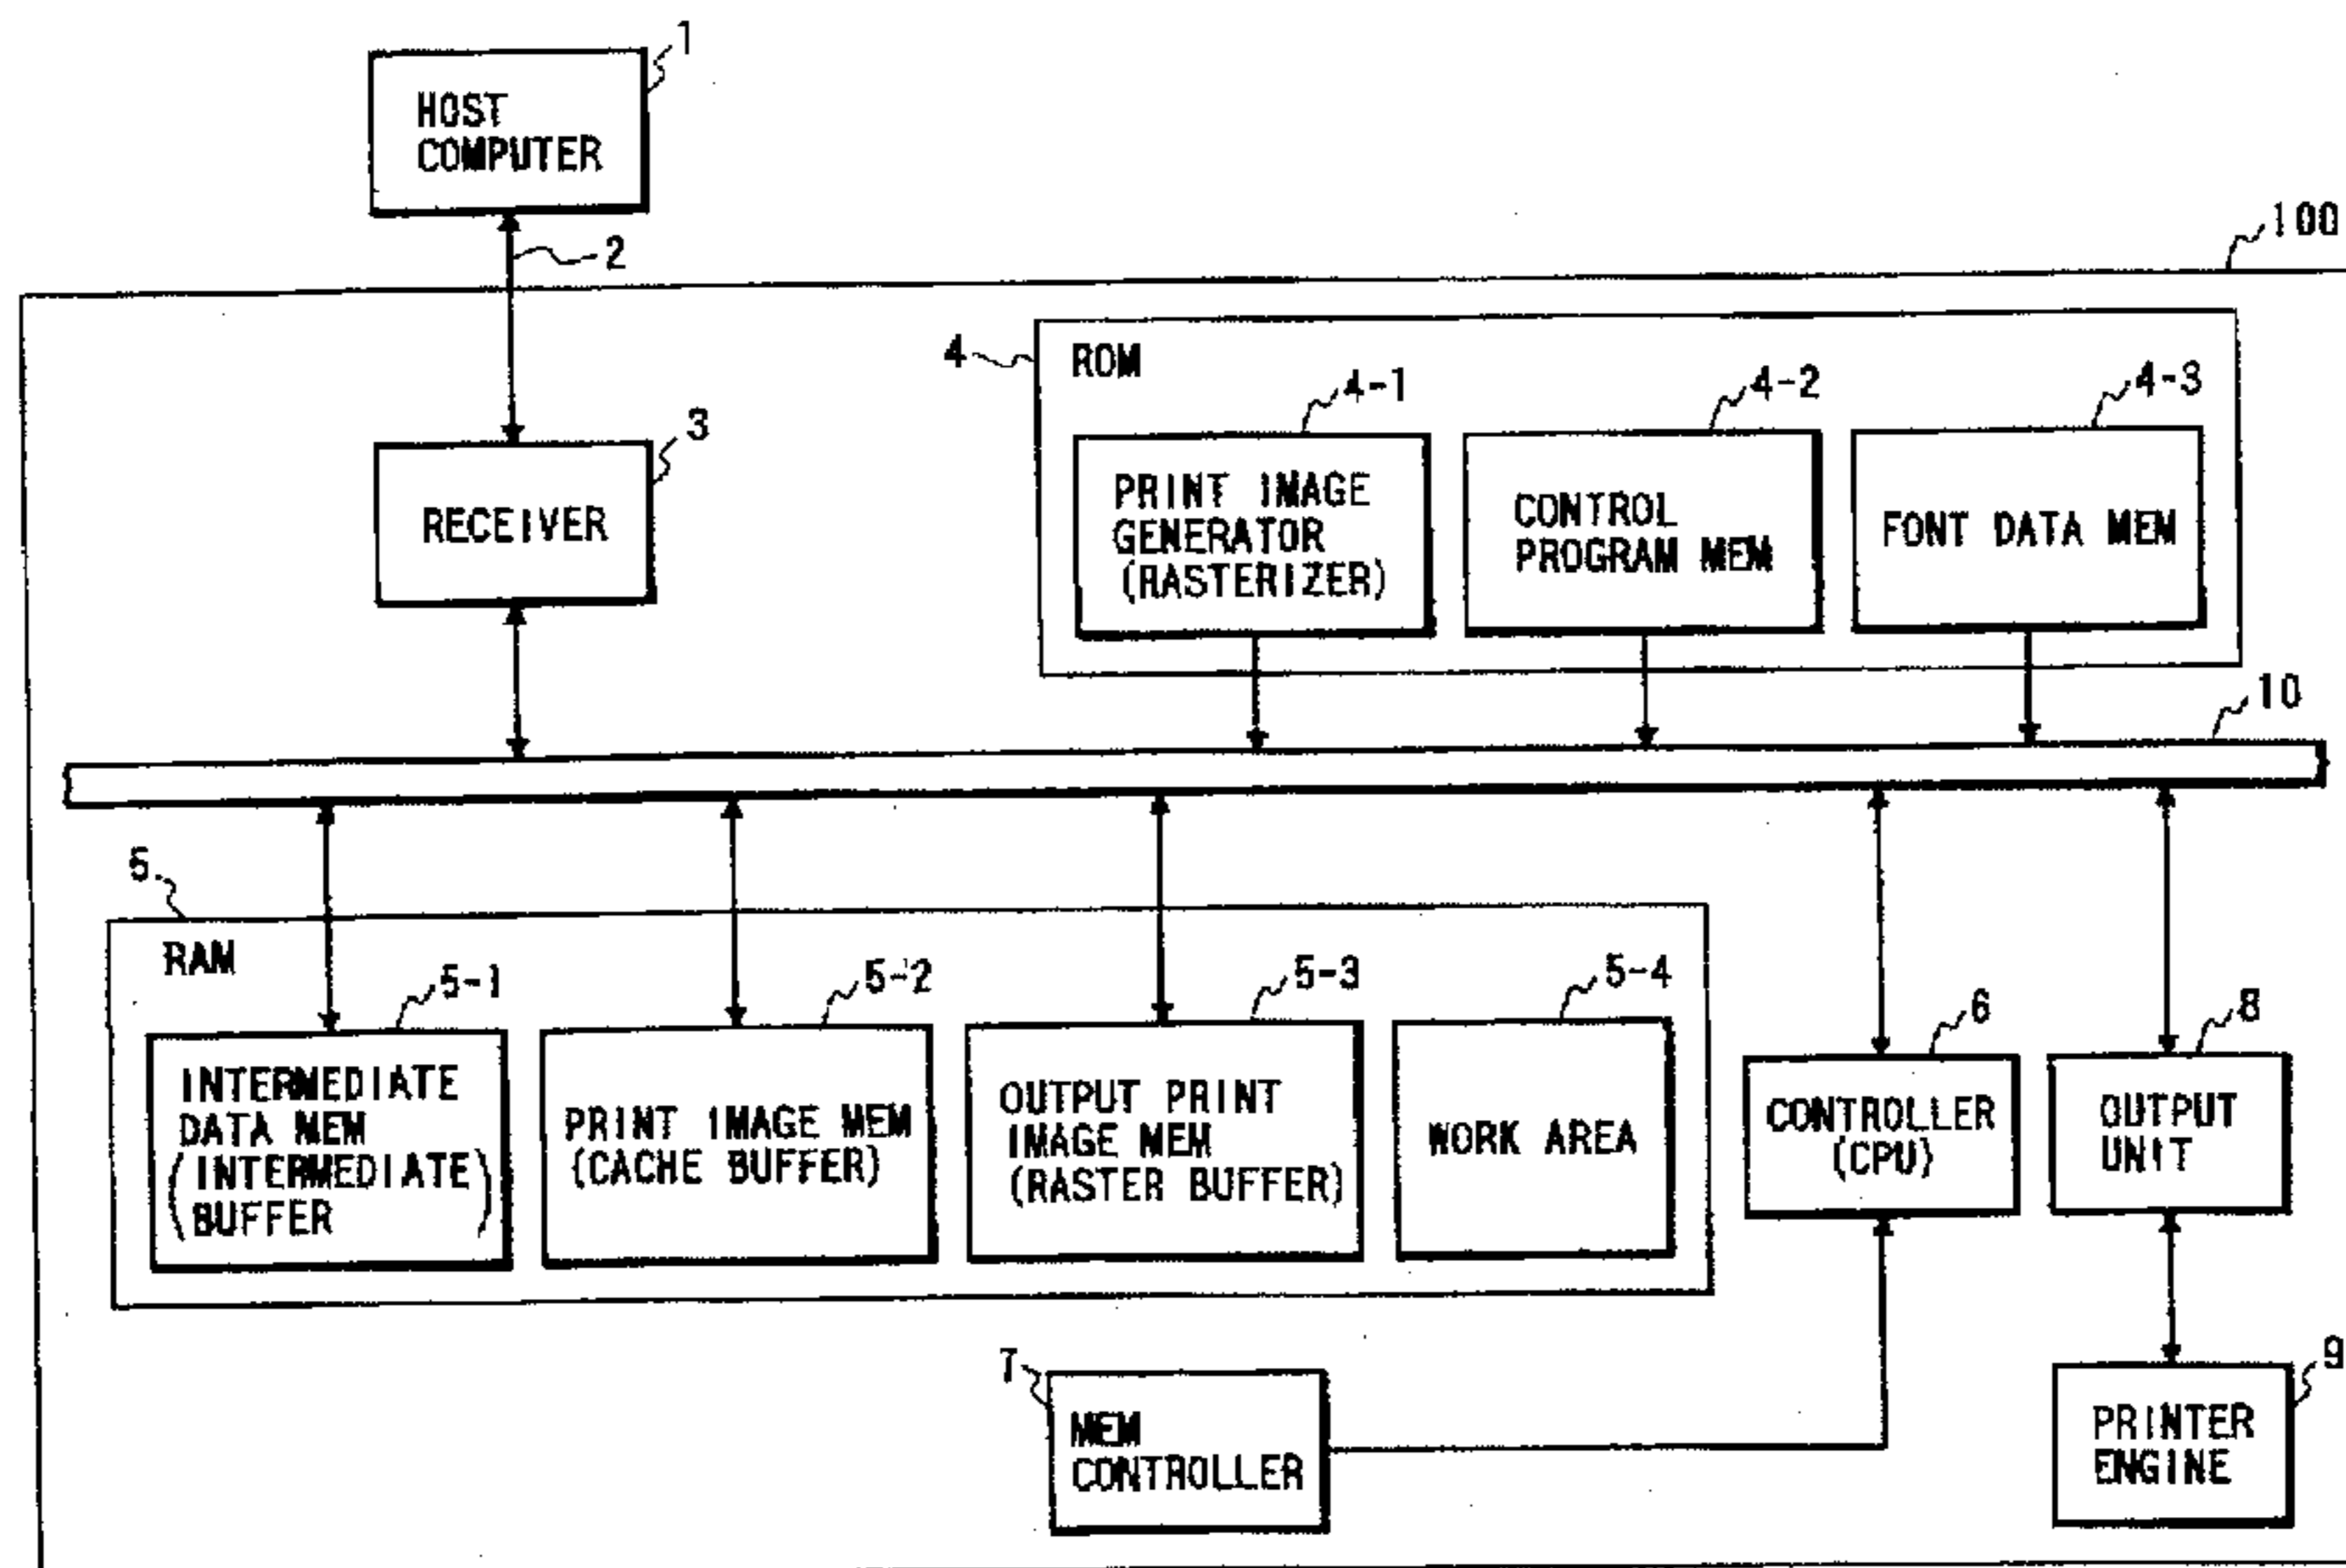 1
HOST
COMPUTER
2
100
3
RECEIVER
4
ROM
4-1
4-2
4-3
PRINT IMAGE
GENERATOR
(RASTERIZER)
CONTROL
PROGRAM MEM
FONT DATA MEM
10
5
RAM
5-1
5-2
5-3
5-4
INTERMEDIATE
DATA MEM
(INTERMEDIATE)
BUFFER
PRINT IMAGE MEM
(CACHE BUFFER)
OUTPUT PRINT
IMAGE MEM
(RASTER BUFFER)
WORK AREA
6
CONTROLLER
(CPU)
8
OUTPUT
UNIT
7
MEM
CONTROLLER
9
PRINTER
ENGINE